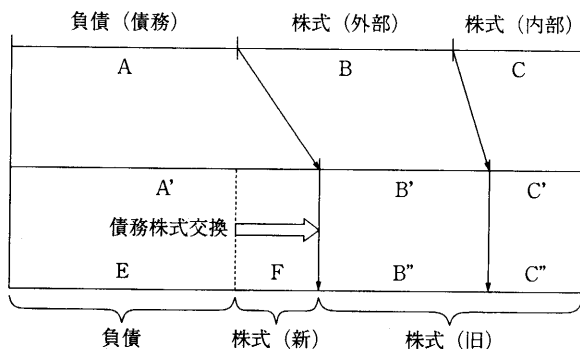 負債（債務） 株式（外部） 株式（内部）
A B C
A' B' C'
債務株式交換
E F B" C"
負債 株式（新） 株式（旧）